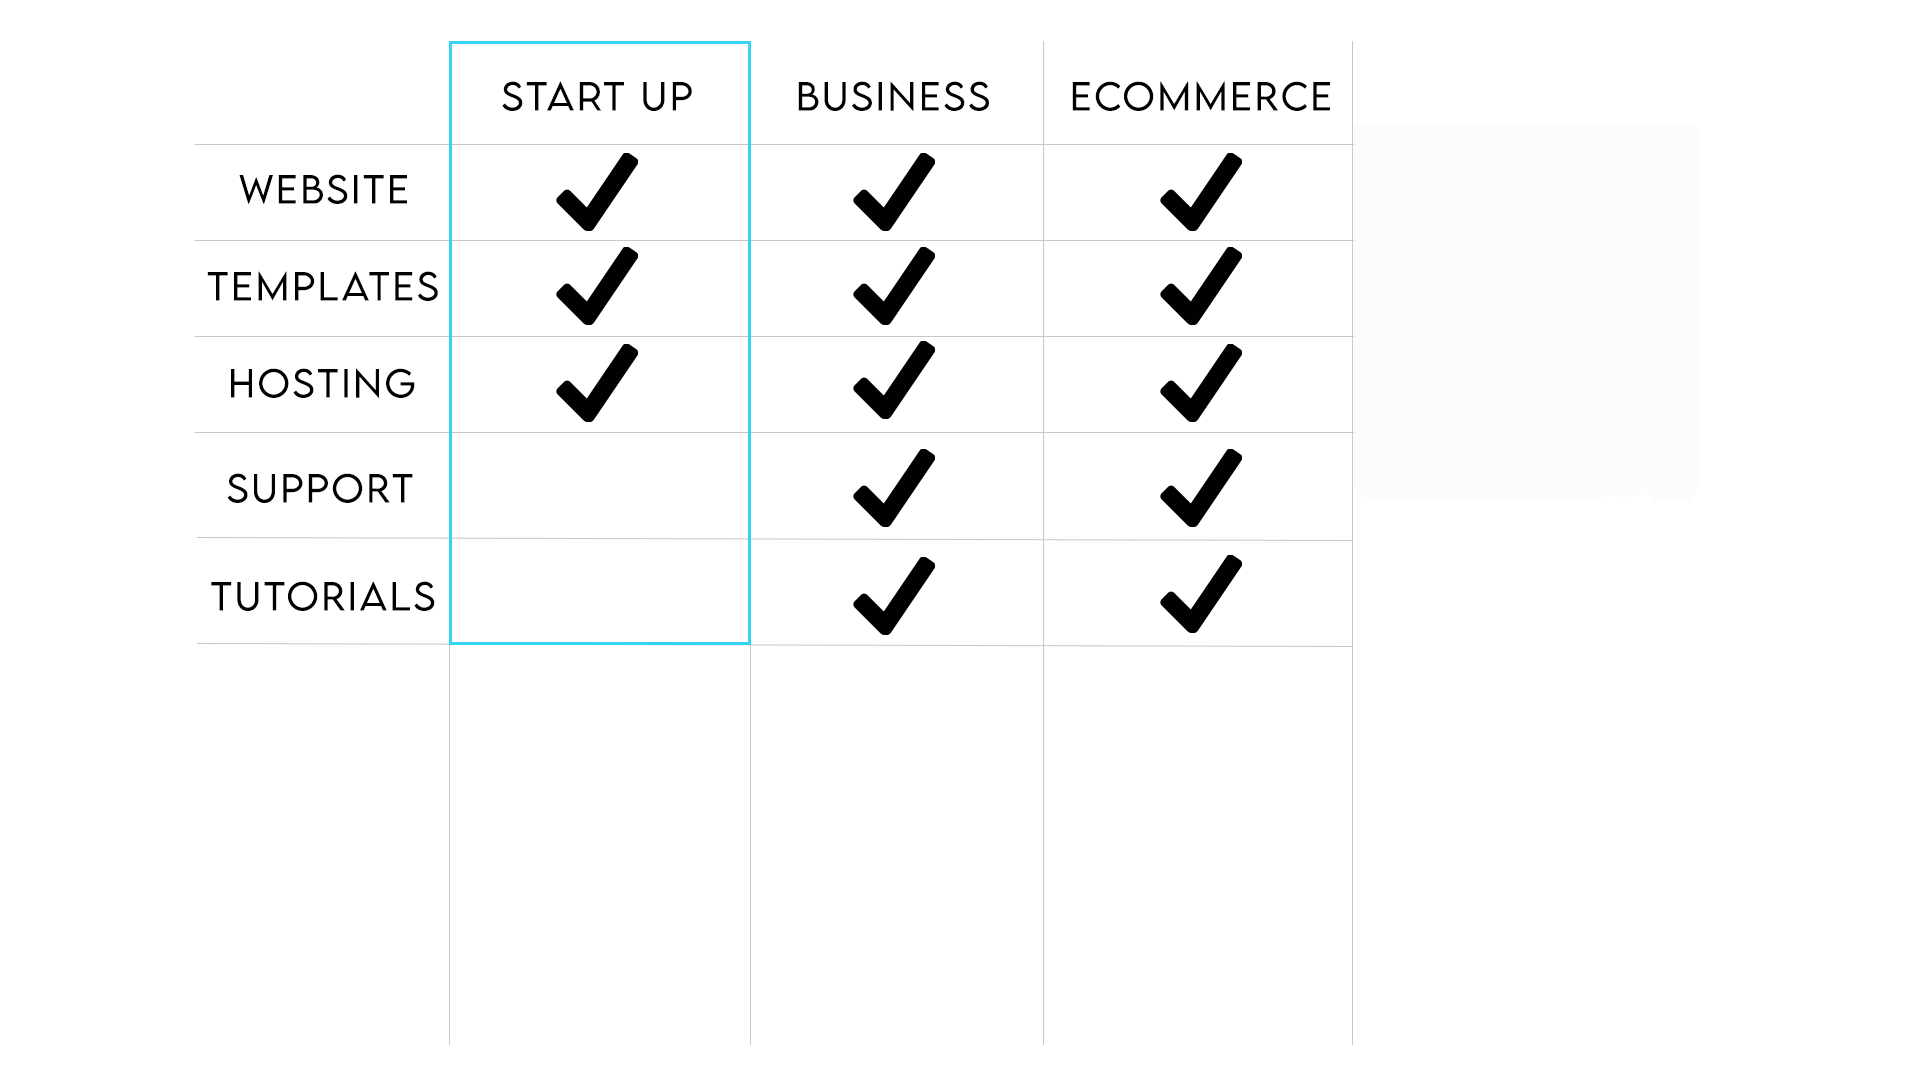 START UP BUSINESS ECOMMERCE
WEBSITE
TEMPLATES
HOSTING
SUPPORT
TUTORIALS